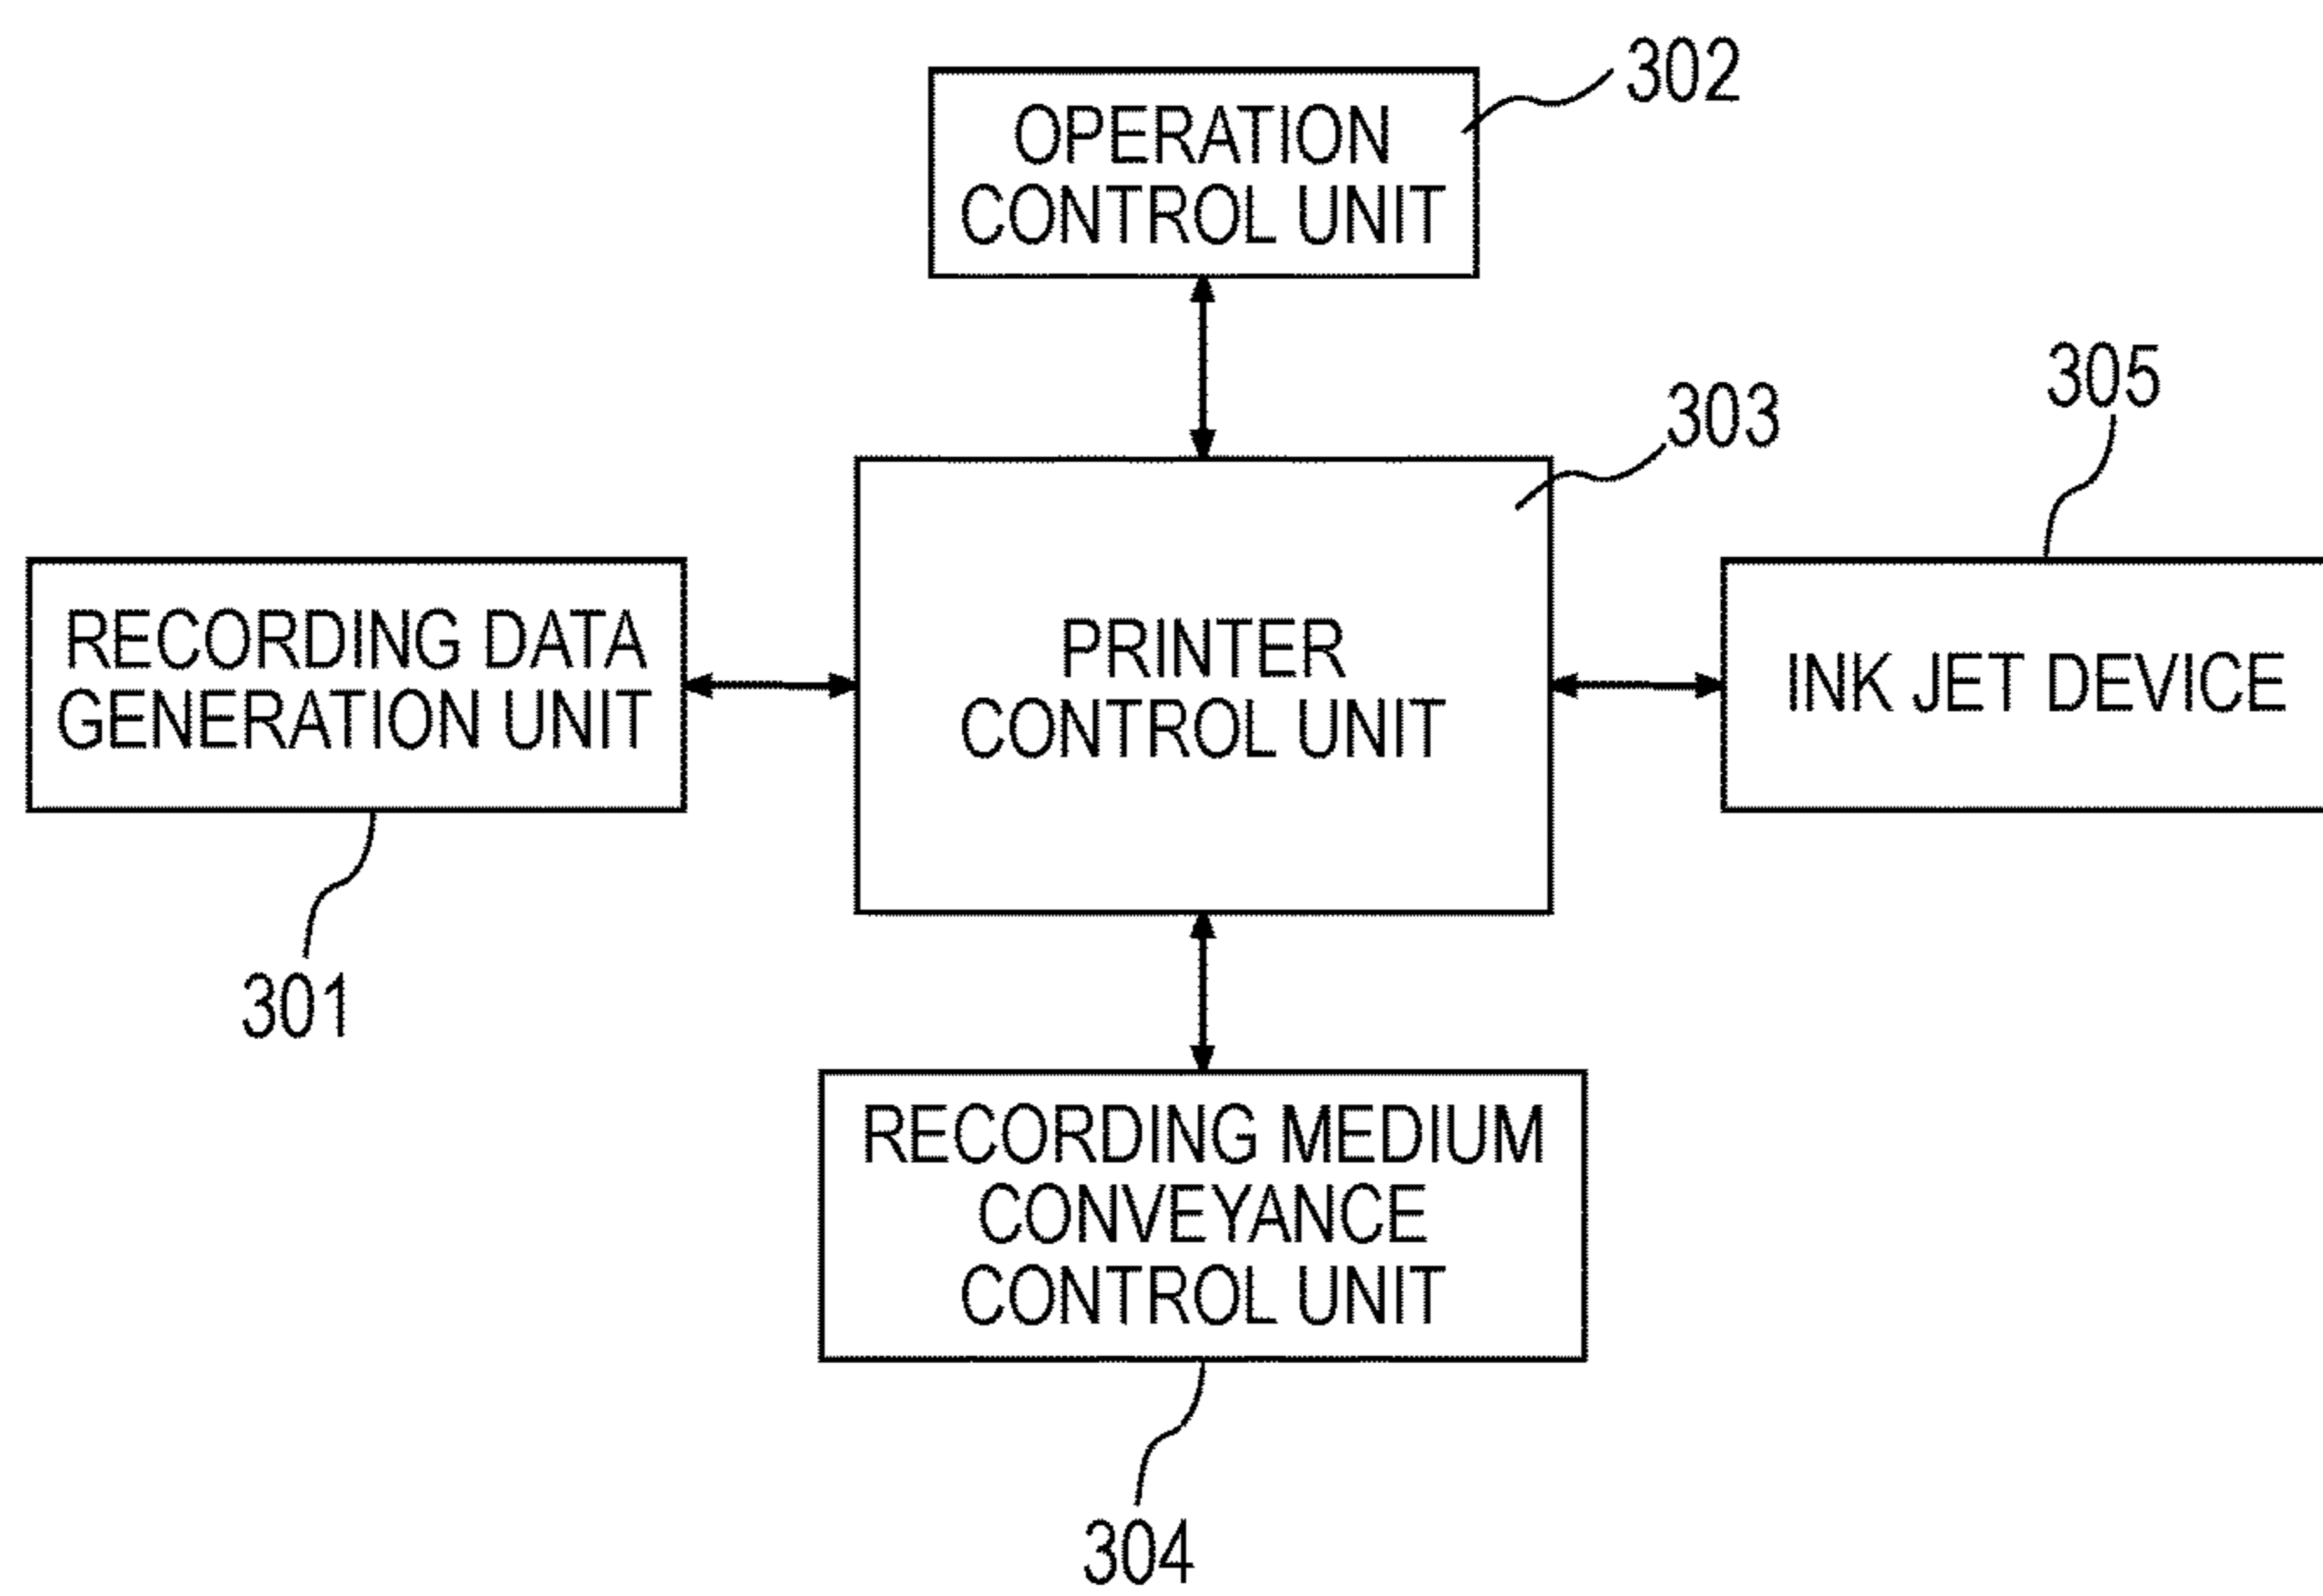 302
OPERATION
CONTROL UNIT
305
303
RECORDING DATA
GENERATION UNIT
PRINTER
CONTROL UNIT
INK JET DEVICE
301
RECORDING MEDIUM
CONVEYANCE
CONTROL UNIT
304